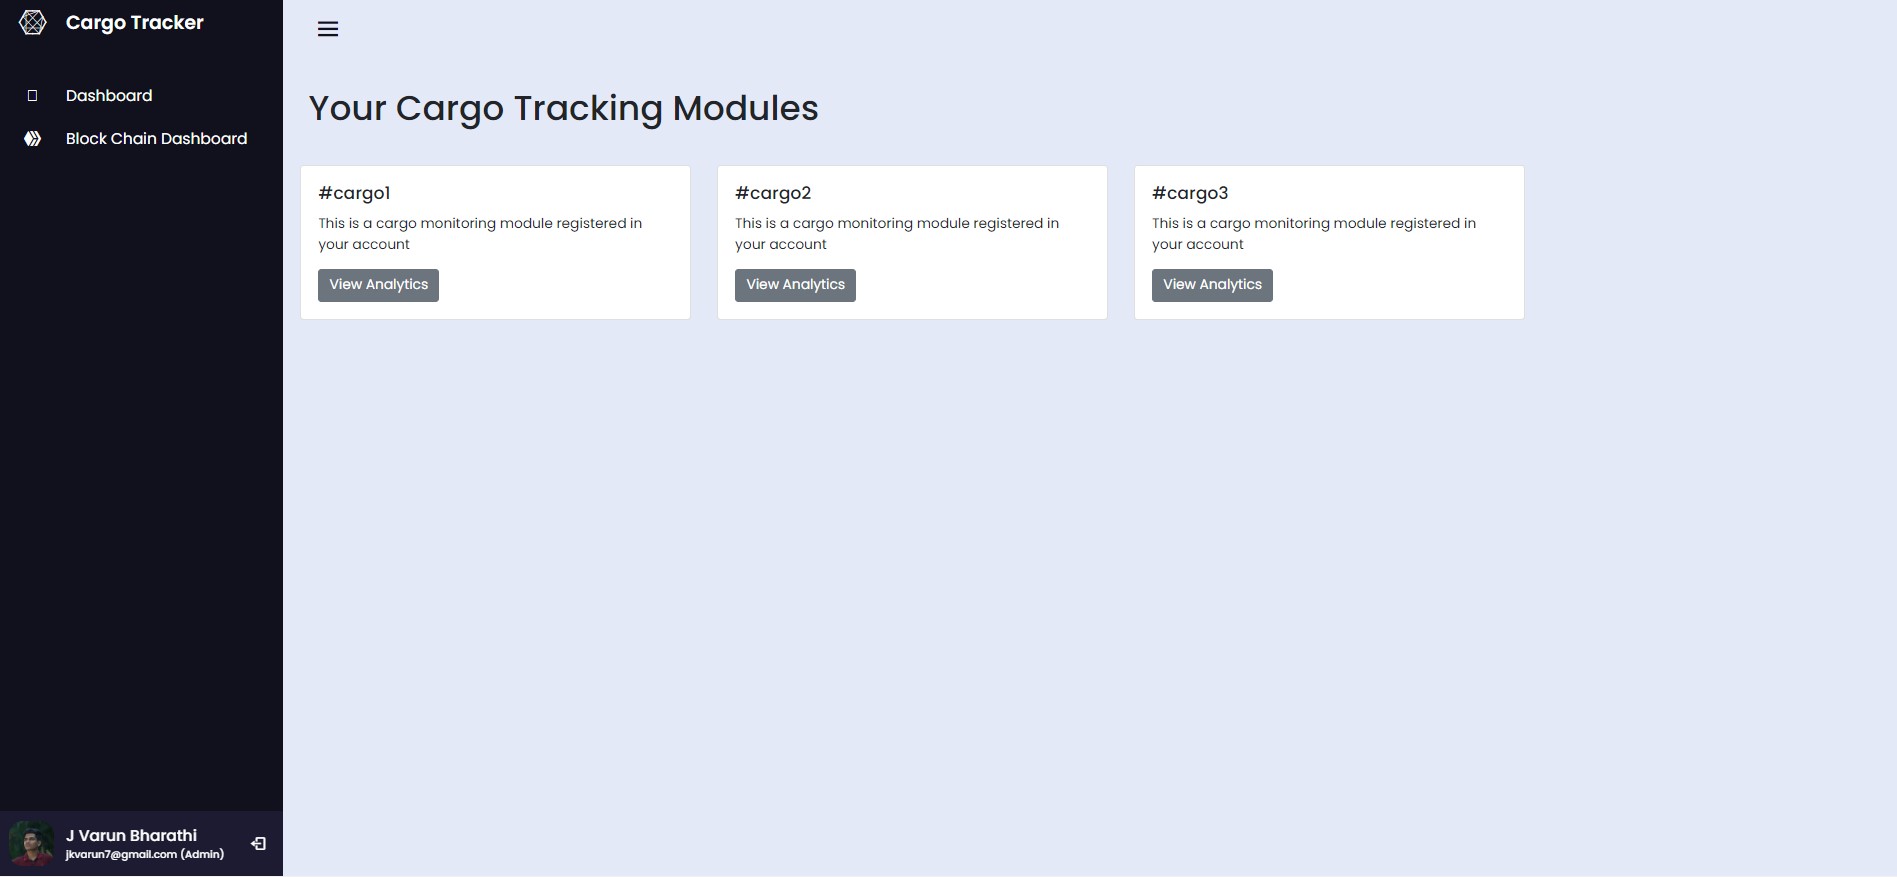 Cargo Tracker
Dashboard
Block Chain Dashboard
Your Cargo Tracking Modules
#cargo1
This is a cargo monitoring module registered in
your account
View Analytics
#cargo2
This is a cargo monitoring module registered in
your account
View Analytics
#cargo3
This is a cargo monitoring module registered in
your account
View Analytics
J Varun Bharathi
jkvarun7@gmail.com (Admin)